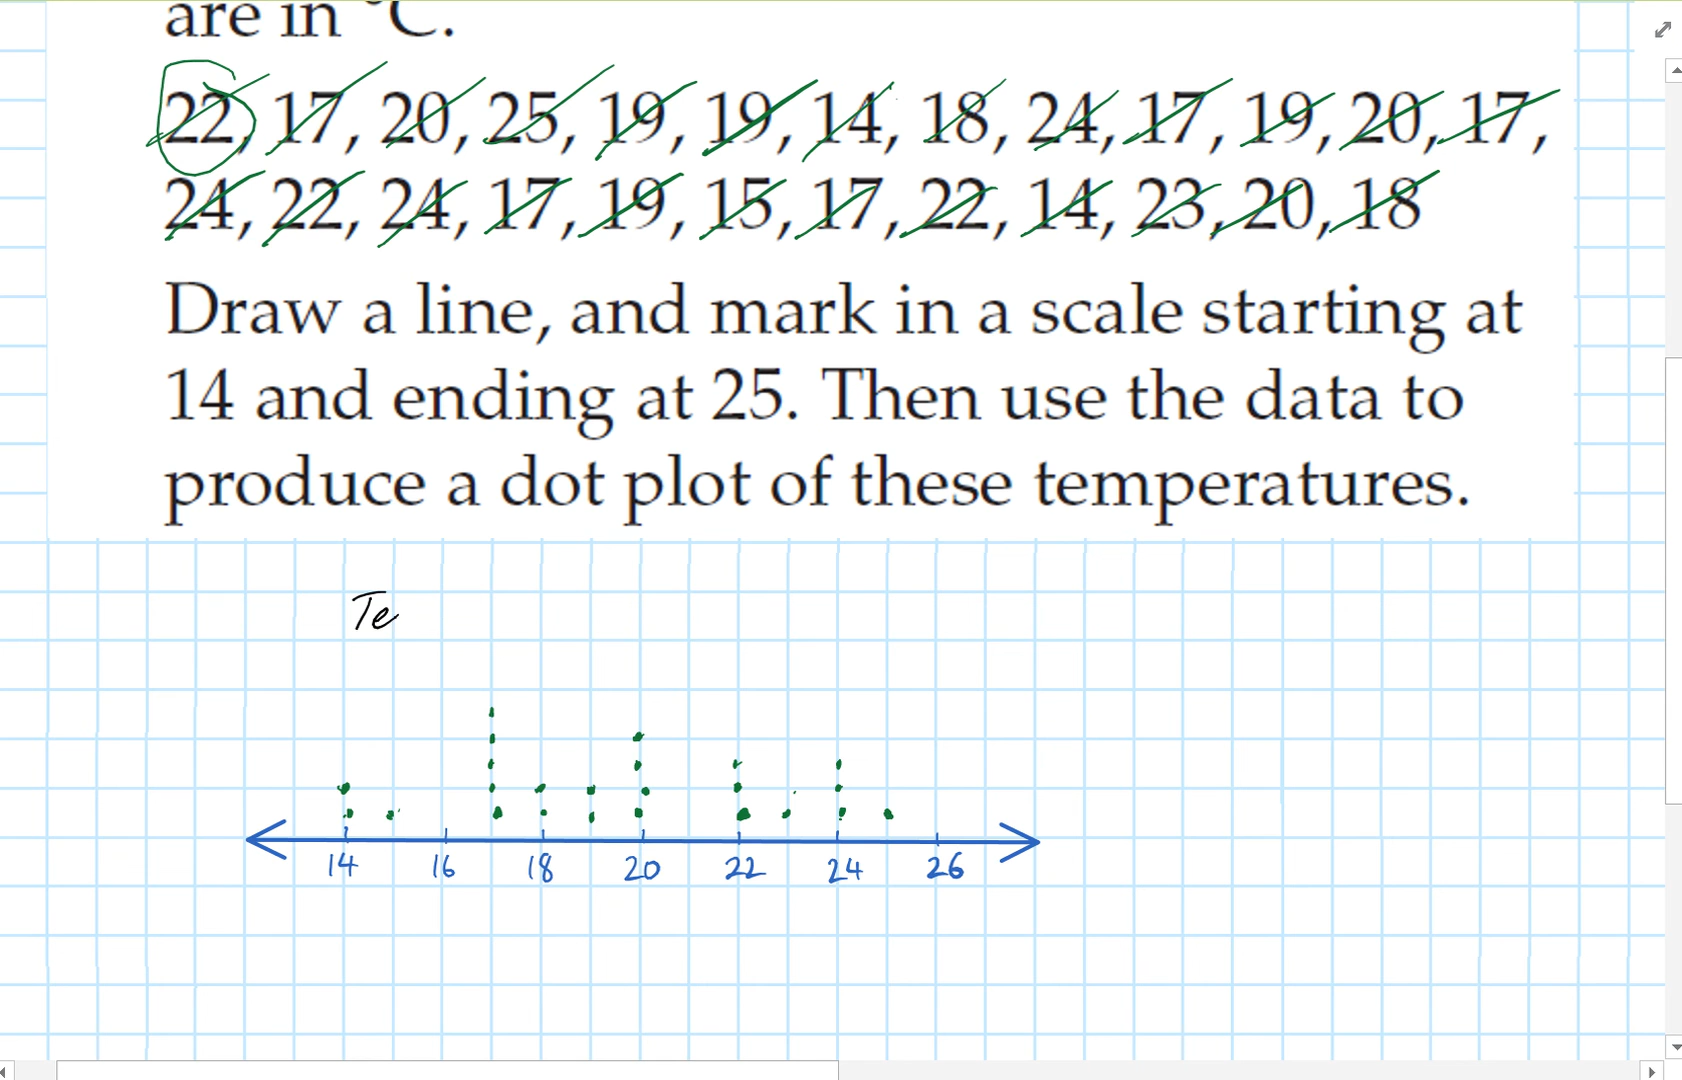 are in °C.
22, 17, 20, 25, 19, 19, 14, 18, 24, 17, 19, 20, 17,
24, 22, 24, 17, 19, 15, 17, 22, 14, 23, 20, 18
Draw a line, and mark in a scale starting at
14 and ending at 25. Then use the data to
produce a dot plot of these temperatures.
Te
14 16 18 20 22 24 26